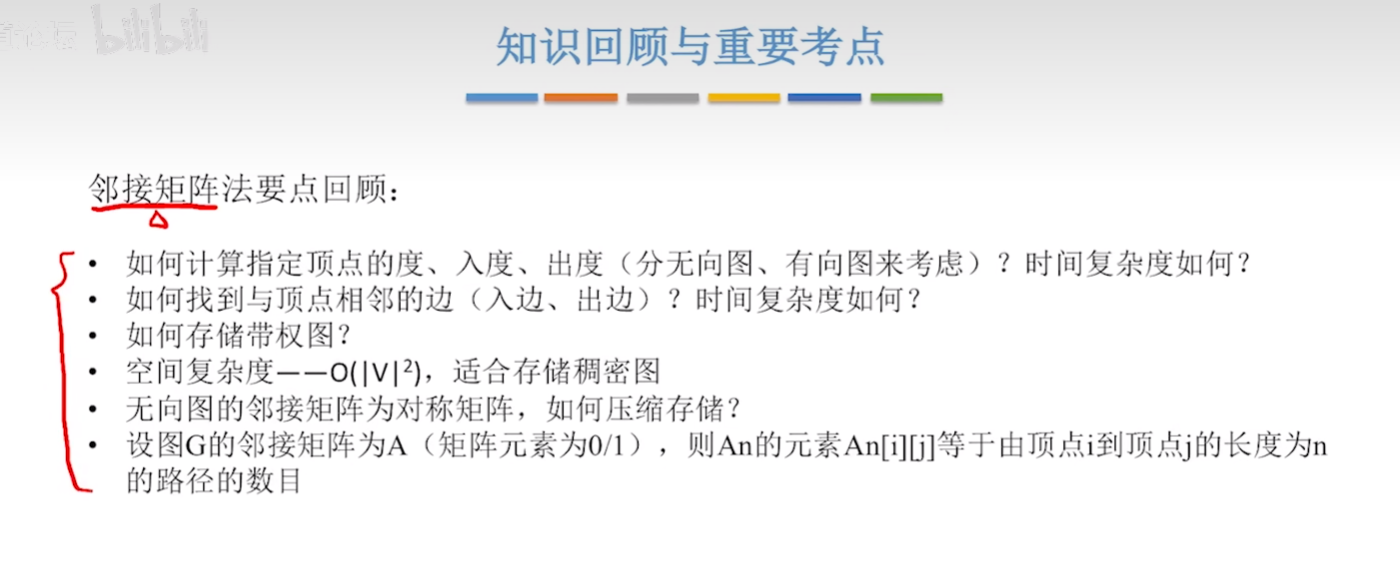 bilibili
知识回顾与重要考点
邻接矩阵法要点回顾：
• 如何计算指定顶点的度、入度、出度（分无向图、有向图来考虑）？时间复杂度如何？
• 如何找到与顶点相邻的边（入边、出边）？时间复杂度如何？
• 如何存储带权图？
• 空间复杂度——O(|V|²)，适合存储稠密图
• 无向图的邻接矩阵为对称矩阵，如何压缩存储？
• 设图G的邻接矩阵为A（矩阵元素为0/1），则An的元素An[i][j]等于由顶点i到顶点j的长度为n
的路径的数目